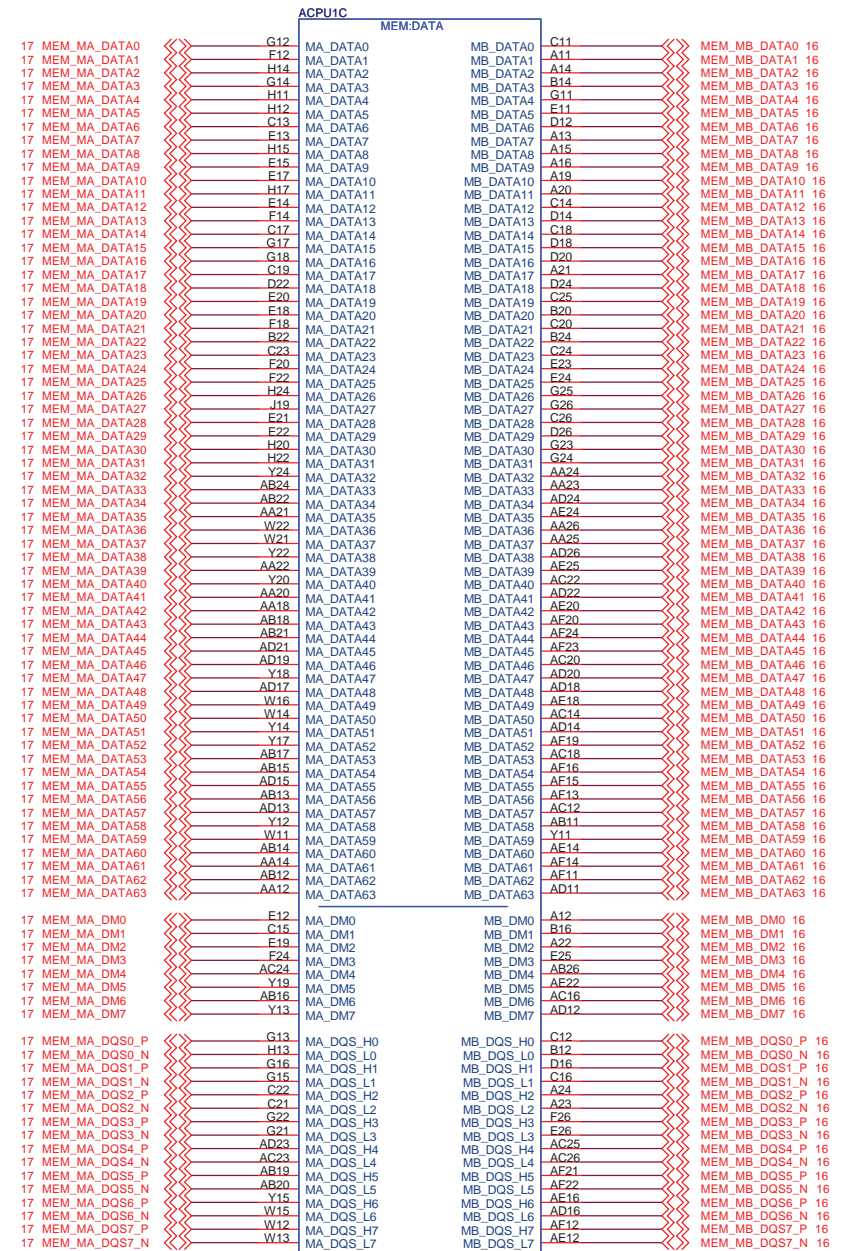 ACPU1C
MEM:DATA
17 MEM_MA_DATA0 G12 MA_DATA0 MB_DATA0 C11 MEM_MB_DATA0 16
17 MEM_MA_DATA1 F12 MA_DATA1 MB_DATA1 A11 MEM_MB_DATA1 16
17 MEM_MA_DATA2 H14 MA_DATA2 MB_DATA2 A14 MEM_MB_DATA2 16
17 MEM_MA_DATA3 G14 MA_DATA3 MB_DATA3 B14 MEM_MB_DATA3 16
17 MEM_MA_DATA4 H11 MA_DATA4 MB_DATA4 G11 MEM_MB_DATA4 16
17 MEM_MA_DATA5 H12 MA_DATA5 MB_DATA5 E11 MEM_MB_DATA5 16
17 MEM_MA_DATA6 C13 MA_DATA6 MB_DATA6 D12 MEM_MB_DATA6 16
17 MEM_MA_DATA7 E13 MA_DATA7 MB_DATA7 A13 MEM_MB_DATA7 16
17 MEM_MA_DATA8 H15 MA_DATA8 MB_DATA8 A15 MEM_MB_DATA8 16
17 MEM_MA_DATA9 E15 MA_DATA9 MB_DATA9 A16 MEM_MB_DATA9 16
17 MEM_MA_DATA10 E17 MA_DATA10 MB_DATA10 A19 MEM_MB_DATA10 16
17 MEM_MA_DATA11 H17 MA_DATA11 MB_DATA11 A20 MEM_MB_DATA11 16
17 MEM_MA_DATA12 E14 MA_DATA12 MB_DATA12 C14 MEM_MB_DATA12 16
17 MEM_MA_DATA13 F14 MA_DATA13 MB_DATA13 D14 MEM_MB_DATA13 16
17 MEM_MA_DATA14 C17 MA_DATA14 MB_DATA14 C18 MEM_MB_DATA14 16
17 MEM_MA_DATA15 G17 MA_DATA15 MB_DATA15 D18 MEM_MB_DATA15 16
17 MEM_MA_DATA16 G18 MA_DATA16 MB_DATA16 D20 MEM_MB_DATA16 16
17 MEM_MA_DATA17 C19 MA_DATA17 MB_DATA17 A21 MEM_MB_DATA17 16
17 MEM_MA_DATA18 D22 MA_DATA18 MB_DATA18 D24 MEM_MB_DATA18 16
17 MEM_MA_DATA19 E20 MA_DATA19 MB_DATA19 C25 MEM_MB_DATA19 16
17 MEM_MA_DATA20 E18 MA_DATA20 MB_DATA20 B20 MEM_MB_DATA20 16
17 MEM_MA_DATA21 F18 MA_DATA21 MB_DATA21 C20 MEM_MB_DATA21 16
17 MEM_MA_DATA22 B22 MA_DATA22 MB_DATA22 B24 MEM_MB_DATA22 16
17 MEM_MA_DATA23 C23 MA_DATA23 MB_DATA23 C24 MEM_MB_DATA23 16
17 MEM_MA_DATA24 F20 MA_DATA24 MB_DATA24 E23 MEM_MB_DATA24 16
17 MEM_MA_DATA25 F22 MA_DATA25 MB_DATA25 E24 MEM_MB_DATA25 16
17 MEM_MA_DATA26 H24 MA_DATA26 MB_DATA26 G25 MEM_MB_DATA26 16
17 MEM_MA_DATA27 J19 MA_DATA27 MB_DATA27 G26 MEM_MB_DATA27 16
17 MEM_MA_DATA28 E21 MA_DATA28 MB_DATA28 C26 MEM_MB_DATA28 16
17 MEM_MA_DATA29 E22 MA_DATA29 MB_DATA29 D26 MEM_MB_DATA29 16
17 MEM_MA_DATA30 H20 MA_DATA30 MB_DATA30 G23 MEM_MB_DATA30 16
17 MEM_MA_DATA31 H22 MA_DATA31 MB_DATA31 G24 MEM_MB_DATA31 16
17 MEM_MA_DATA32 Y24 MA_DATA32 MB_DATA32 AA24 MEM_MB_DATA32 16
17 MEM_MA_DATA33 AB24 MA_DATA33 MB_DATA33 AA23 MEM_MB_DATA33 16
17 MEM_MA_DATA34 AB22 MA_DATA34 MB_DATA34 AD24 MEM_MB_DATA34 16
17 MEM_MA_DATA35 AA21 MA_DATA35 MB_DATA35 AE24 MEM_MB_DATA35 16
17 MEM_MA_DATA36 W22 MA_DATA36 MB_DATA36 AA26 MEM_MB_DATA36 16
17 MEM_MA_DATA37 W21 MA_DATA37 MB_DATA37 AA25 MEM_MB_DATA37 16
17 MEM_MA_DATA38 Y22 MA_DATA38 MB_DATA38 AD26 MEM_MB_DATA38 16
17 MEM_MA_DATA39 AA22 MA_DATA39 MB_DATA39 AE25 MEM_MB_DATA39 16
17 MEM_MA_DATA40 Y20 MA_DATA40 MB_DATA40 AC22 MEM_MB_DATA40 16
17 MEM_MA_DATA41 AA20 MA_DATA41 MB_DATA41 AD22 MEM_MB_DATA41 16
17 MEM_MA_DATA42 AA18 MA_DATA42 MB_DATA42 AE20 MEM_MB_DATA42 16
17 MEM_MA_DATA43 AB18 MA_DATA43 MB_DATA43 AF20 MEM_MB_DATA43 16
17 MEM_MA_DATA44 AB21 MA_DATA44 MB_DATA44 AF24 MEM_MB_DATA44 16
17 MEM_MA_DATA45 AD21 MA_DATA45 MB_DATA45 AF23 MEM_MB_DATA45 16
17 MEM_MA_DATA46 AD19 MA_DATA46 MB_DATA46 AC20 MEM_MB_DATA46 16
17 MEM_MA_DATA47 Y18 MA_DATA47 MB_DATA47 AD20 MEM_MB_DATA47 16
17 MEM_MA_DATA48 AD17 MA_DATA48 MB_DATA48 AD18 MEM_MB_DATA48 16
17 MEM_MA_DATA49 W16 MA_DATA49 MB_DATA49 AE18 MEM_MB_DATA49 16
17 MEM_MA_DATA50 W14 MA_DATA50 MB_DATA50 AC14 MEM_MB_DATA50 16
17 MEM_MA_DATA51 Y14 MA_DATA51 MB_DATA51 AD14 MEM_MB_DATA51 16
17 MEM_MA_DATA52 Y17 MA_DATA52 MB_DATA52 AF19 MEM_MB_DATA52 16
17 MEM_MA_DATA53 AB17 MA_DATA53 MB_DATA53 AC18 MEM_MB_DATA53 16
17 MEM_MA_DATA54 AB15 MA_DATA54 MB_DATA54 AF16 MEM_MB_DATA54 16
17 MEM_MA_DATA55 AD15 MA_DATA55 MB_DATA55 AF15 MEM_MB_DATA55 16
17 MEM_MA_DATA56 AB13 MA_DATA56 MB_DATA56 AF13 MEM_MB_DATA56 16
17 MEM_MA_DATA57 AD13 MA_DATA57 MB_DATA57 AC12 MEM_MB_DATA57 16
17 MEM_MA_DATA58 Y12 MA_DATA58 MB_DATA58 AB11 MEM_MB_DATA58 16
17 MEM_MA_DATA59 W11 MA_DATA59 MB_DATA59 Y11 MEM_MB_DATA59 16
17 MEM_MA_DATA60 AB14 MA_DATA60 MB_DATA60 AE14 MEM_MB_DATA60 16
17 MEM_MA_DATA61 AA14 MA_DATA61 MB_DATA61 AF14 MEM_MB_DATA61 16
17 MEM_MA_DATA62 AB12 MA_DATA62 MB_DATA62 AF11 MEM_MB_DATA62 16
17 MEM_MA_DATA63 AA12 MA_DATA63 MB_DATA63 AD11 MEM_MB_DATA63 16
17 MEM_MA_DM0 E12 MA_DM0 MB_DM0 A12 MEM_MB_DM0 16
17 MEM_MA_DM1 C15 MA_DM1 MB_DM1 B16 MEM_MB_DM1 16
17 MEM_MA_DM2 E19 MA_DM2 MB_DM2 A22 MEM_MB_DM2 16
17 MEM_MA_DM3 F24 MA_DM3 MB_DM3 E25 MEM_MB_DM3 16
17 MEM_MA_DM4 AC24 MA_DM4 MB_DM4 AB26 MEM_MB_DM4 16
17 MEM_MA_DM5 Y19 MA_DM5 MB_DM5 AE22 MEM_MB_DM5 16
17 MEM_MA_DM6 AB16 MA_DM6 MB_DM6 AC16 MEM_MB_DM6 16
17 MEM_MA_DM7 Y13 MA_DM7 MB_DM7 AD12 MEM_MB_DM7 16
17 MEM_MA_DQS0_P G13 MA_DQS_H0 MB_DQS_H0 C12 MEM_MB_DQS0_P 16
17 MEM_MA_DQS0_N H13 MA_DQS_L0 MB_DQS_L0 B12 MEM_MB_DQS0_N 16
17 MEM_MA_DQS1_P G16 MA_DQS_H1 MB_DQS_H1 D16 MEM_MB_DQS1_P 16
17 MEM_MA_DQS1_N G15 MA_DQS_L1 MB_DQS_L1 C16 MEM_MB_DQS1_N 16
17 MEM_MA_DQS2_P C22 MA_DQS_H2 MB_DQS_H2 A24 MEM_MB_DQS2_P 16
17 MEM_MA_DQS2_N C21 MA_DQS_L2 MB_DQS_L2 A23 MEM_MB_DQS2_N 16
17 MEM_MA_DQS3_P G22 MA_DQS_H3 MB_DQS_H3 F26 MEM_MB_DQS3_P 16
17 MEM_MA_DQS3_N G21 MA_DQS_L3 MB_DQS_L3 E26 MEM_MB_DQS3_N 16
17 MEM_MA_DQS4_P AD23 MA_DQS_H4 MB_DQS_H4 AC25 MEM_MB_DQS4_P 16
17 MEM_MA_DQS4_N AC23 MA_DQS_L4 MB_DQS_L4 AC26 MEM_MB_DQS4_N 16
17 MEM_MA_DQS5_P AB19 MA_DQS_H5 MB_DQS_H5 AF21 MEM_MB_DQS5_P 16
17 MEM_MA_DQS5_N AB20 MA_DQS_L5 MB_DQS_L5 AF22 MEM_MB_DQS5_N 16
17 MEM_MA_DQS6_P Y15 MA_DQS_H6 MB_DQS_H6 AE16 MEM_MB_DQS6_P 16
17 MEM_MA_DQS6_N W15 MA_DQS_L6 MB_DQS_L6 AD16 MEM_MB_DQS6_N 16
17 MEM_MA_DQS7_P W12 MA_DQS_H7 MB_DQS_H7 AF12 MEM_MB_DQS7_P 16
17 MEM_MA_DQS7_N W13 MA_DQS_L7 MB_DQS_L7 AE12 MEM_MB_DQS7_N 16